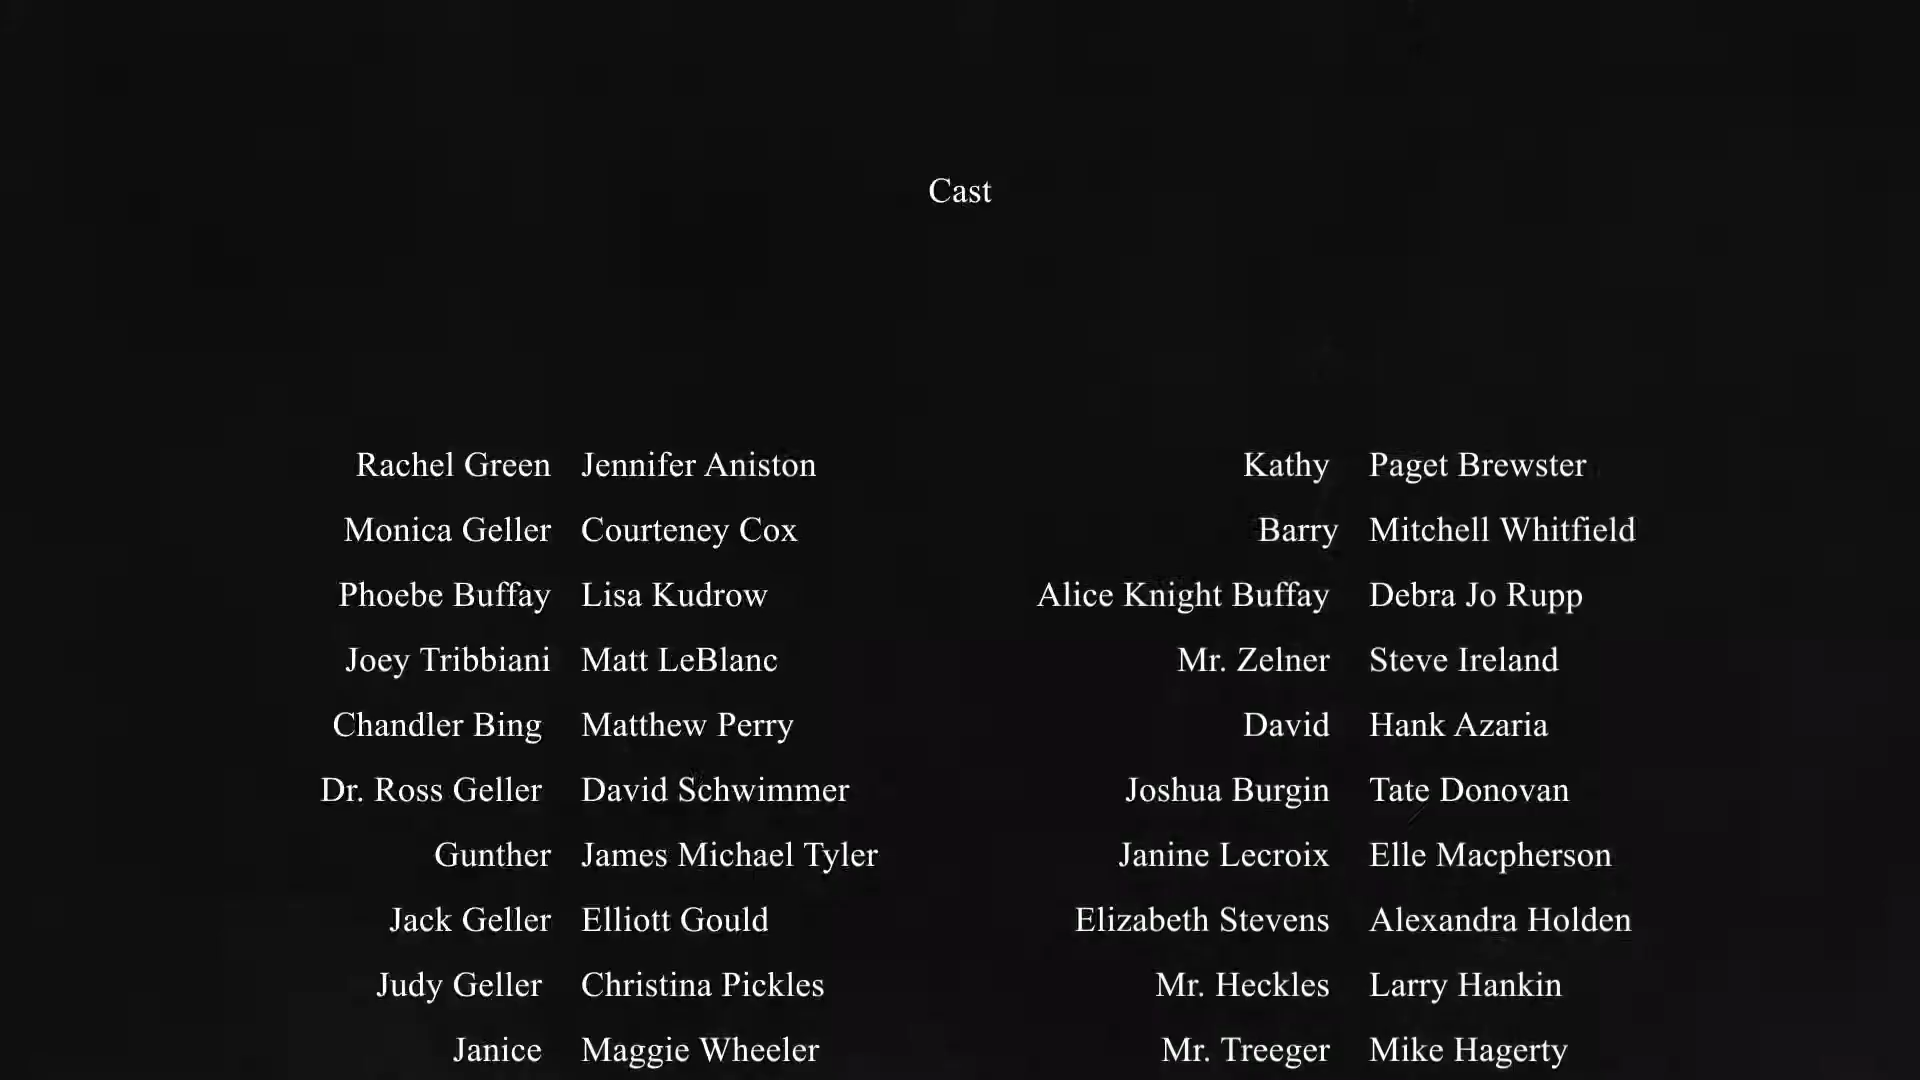 Cast
Rachel Green Jennifer Aniston
Monica Geller Courteney Cox
Phoebe Buffay Lisa Kudrow
Joey Tribbiani Matt LeBlanc
Chandler Bing Matthew Perry
Dr. Ross Geller David Schwimmer
Gunther James Michael Tyler
Jack Geller Elliott Gould
Judy Geller Christina Pickles
Janice Maggie Wheeler
Kathy Paget Brewster
Barry Mitchell Whitfield
Alice Knight Buffay Debra Jo Rupp
Mr. Zelner Steve Ireland
David Hank Azaria
Joshua Burgin Tate Donovan
Janine Lecroix Elle Macpherson
Elizabeth Stevens Alexandra Holden
Mr. Heckles Larry Hankin
Mr. Treeger Mike Hagerty